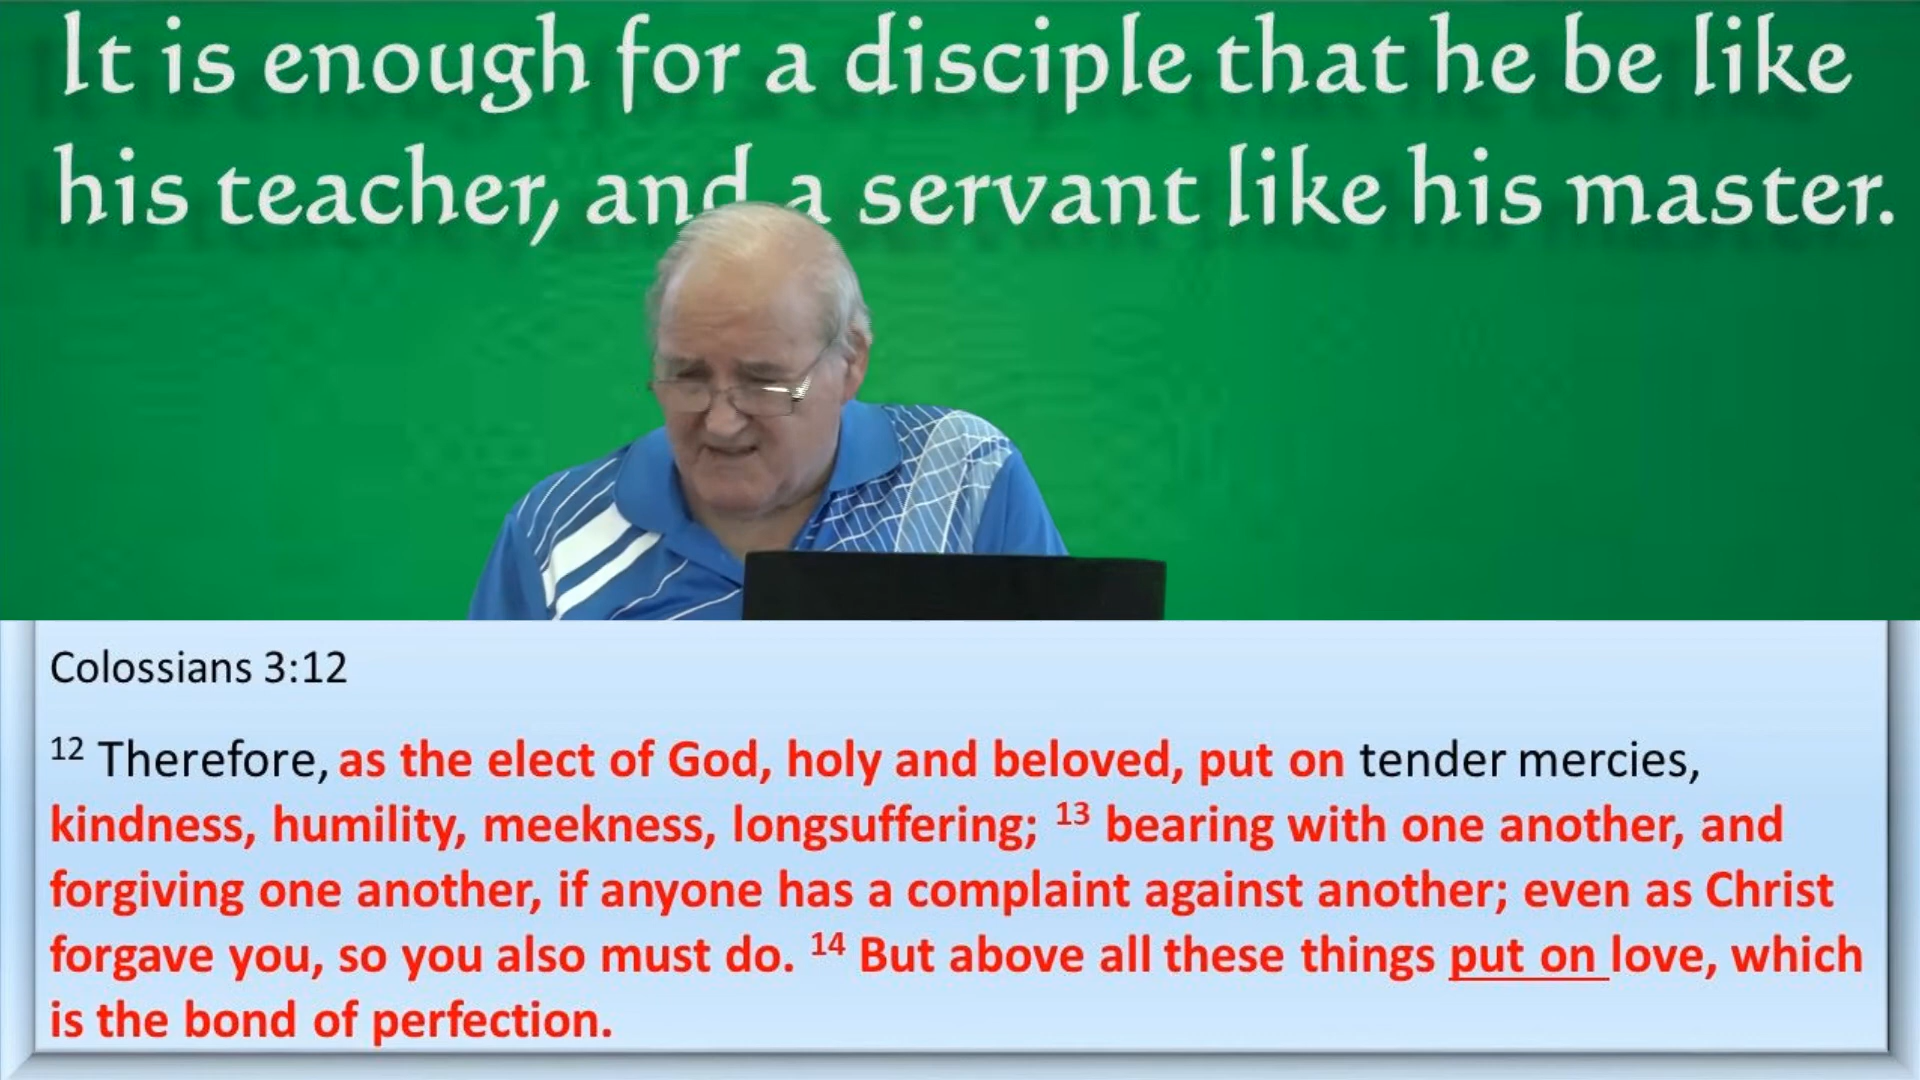 It is enough for a disciple that he be like
his teacher, and a servant like his master.
Colossians 3:12
12 Therefore, as the elect of God, holy and beloved, put on tender mercies,
kindness, humility, meekness, longsuffering; 13 bearing with one another, and
forgiving one another, if anyone has a complaint against another; even as Christ
forgave you, so you also must do. 14 But above all these things put on love, which
is the bond of perfection.